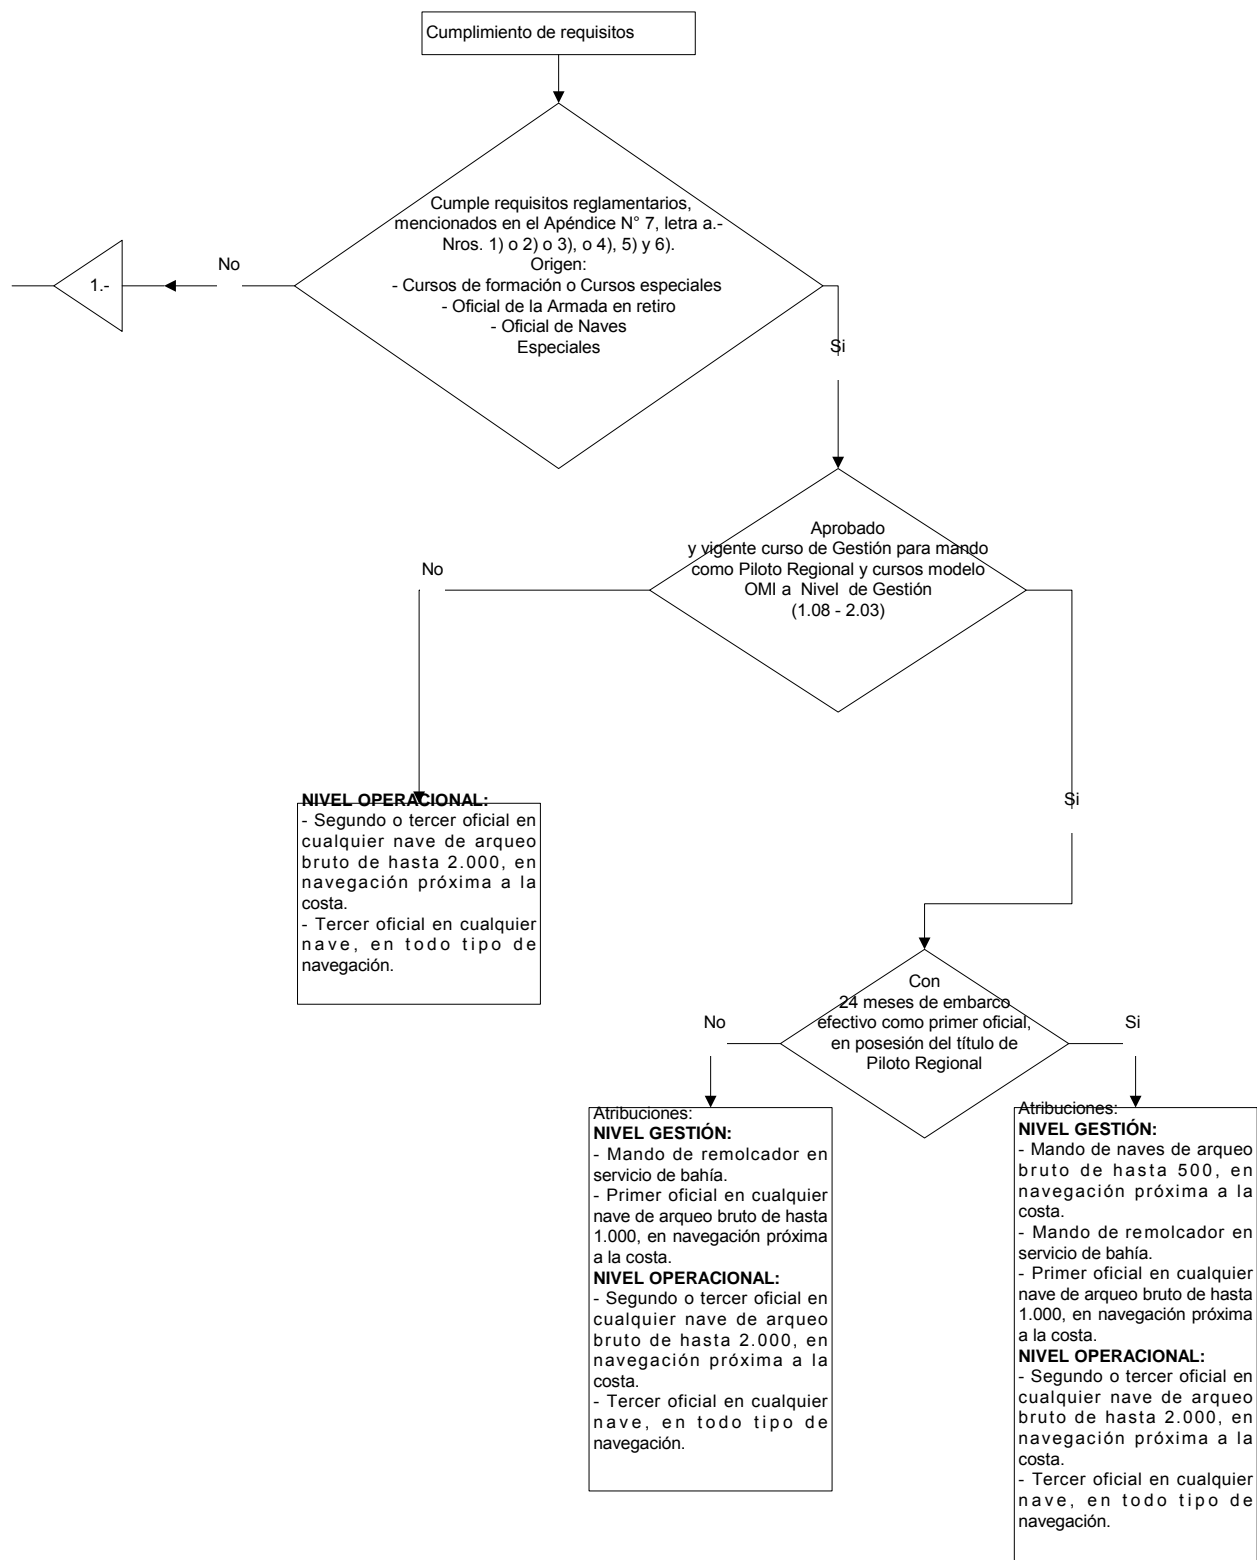 Cumplimiento de requisitos
Cumple requisitos reglamentarios,
mencionados en el Apéndice N° 7, letra a.-
Nros. 1) o 2) o 3), o 4), 5) y 6).
Origen:
- Cursos de formación o Cursos especiales
- Oficial de la Armada en retiro
- Oficial de Naves
Especiales
No
1.-
Si
Aprobado
y vigente curso de Gestión para mando
como Piloto Regional y cursos modelo
OMI a Nivel de Gestión
(1.08 - 2.03)
No
Si
NIVEL OPERACIONAL:
- Segundo o tercer oficial en
cualquier nave de arqueo
bruto de hasta 2.000, en
navegación próxima a la
costa.
- Tercer oficial en cualquier
nave, en todo tipo de
navegación.
Con
24 meses de embarco
efectivo como primer oficial,
en posesión del título de
Piloto Regional
No
Si
Atribuciones:
NIVEL GESTIÓN:
- Mando de remolcador en
servicio de bahía.
- Primer oficial en cualquier
nave de arqueo bruto de hasta
1.000, en navegación próxima
a la costa.
NIVEL OPERACIONAL:
- Segundo o tercer oficial en
cualquier nave de arqueo
bruto de hasta 2.000, en
navegación próxima a la
costa.
- Tercer oficial en cualquier
nave, en todo tipo de
navegación.
Atribuciones:
NIVEL GESTIÓN:
- Mando de naves de arqueo
bruto de hasta 500, en
navegación próxima a la
costa.
- Mando de remolcador en
servicio de bahía.
- Primer oficial en cualquier
nave de arqueo bruto de hasta
1.000, en navegación próxima
a la costa.
NIVEL OPERACIONAL:
- Segundo o tercer oficial en
cualquier nave de arqueo
bruto de hasta 2.000, en
navegación próxima a la
costa.
- Tercer oficial en cualquier
nave, en todo tipo de
navegación.